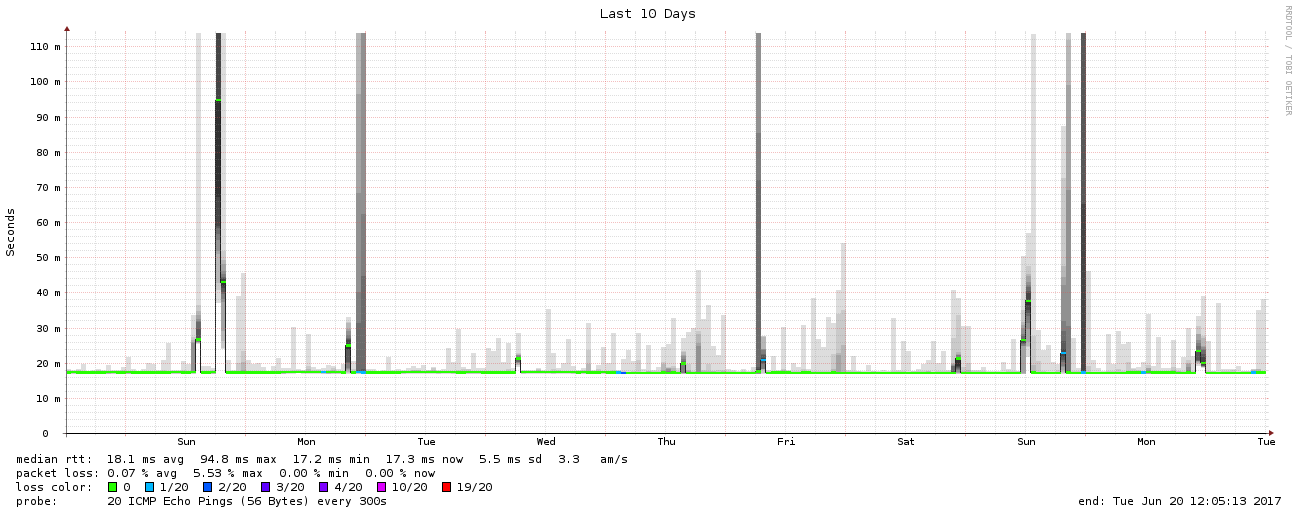 Last 10 Days
RRDTOOL / TOBI OETIKER
Seconds
110 m
100 m
90 m
80 m
70 m
60 m
50 m
40 m
30 m
20 m
10 m
0
Sun Mon Tue Wed Thu Fri Sat Sun Mon Tue
median rtt: 18.1 ms avg 94.8 ms max 17.2 ms min 17.3 ms now 5.5 ms sd 3.3 am/s
packet loss: 0.07 % avg 5.53 % max 0.00 % min 0.00 % now
loss color: 0 1/20 2/20 3/20 4/20 10/20 19/20
probe: 20 ICMP Echo Pings (56 Bytes) every 300s end: Tue Jun 20 12:05:13 2017